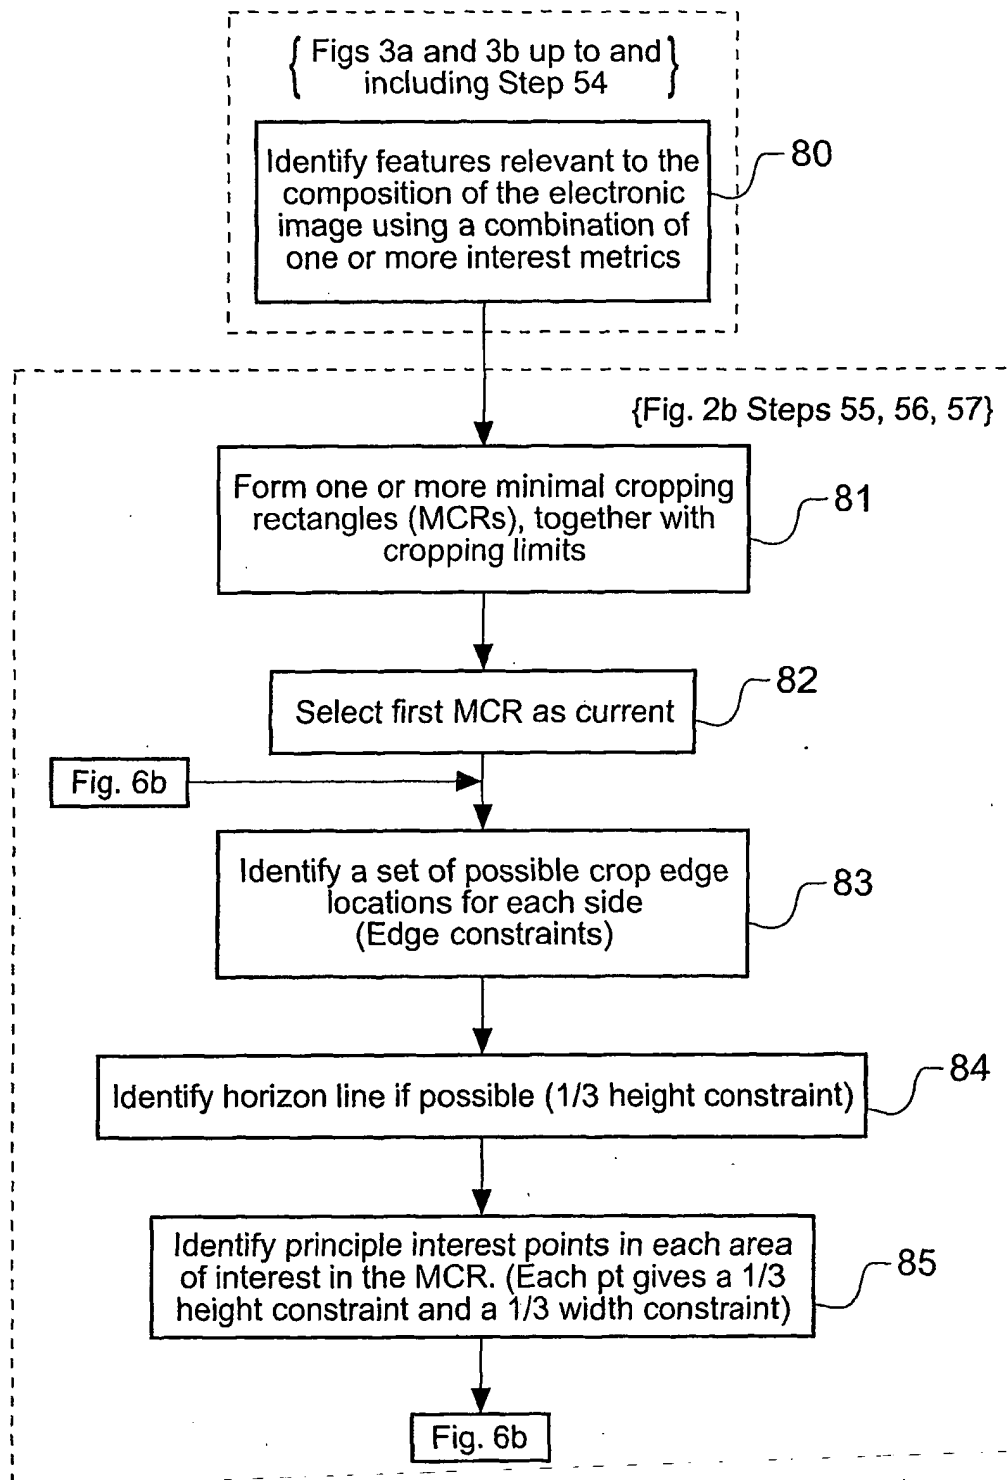 { Figs 3a and 3b up to and
including Step 54 }
Identify features relevant to the
composition of the electronic
image using a combination of
one or more interest metrics
80
{Fig. 2b Steps 55, 56, 57}
Form one or more minimal cropping
rectangles (MCRs), together with
cropping limits
81
Select first MCR as current
82
Fig. 6b
Identify a set of possible crop edge
locations for each side
(Edge constraints)
83
Identify horizon line if possible (1/3 height constraint)
84
Identify principle interest points in each area
of interest in the MCR. (Each pt gives a 1/3
height constraint and a 1/3 width constraint)
85
Fig. 6b